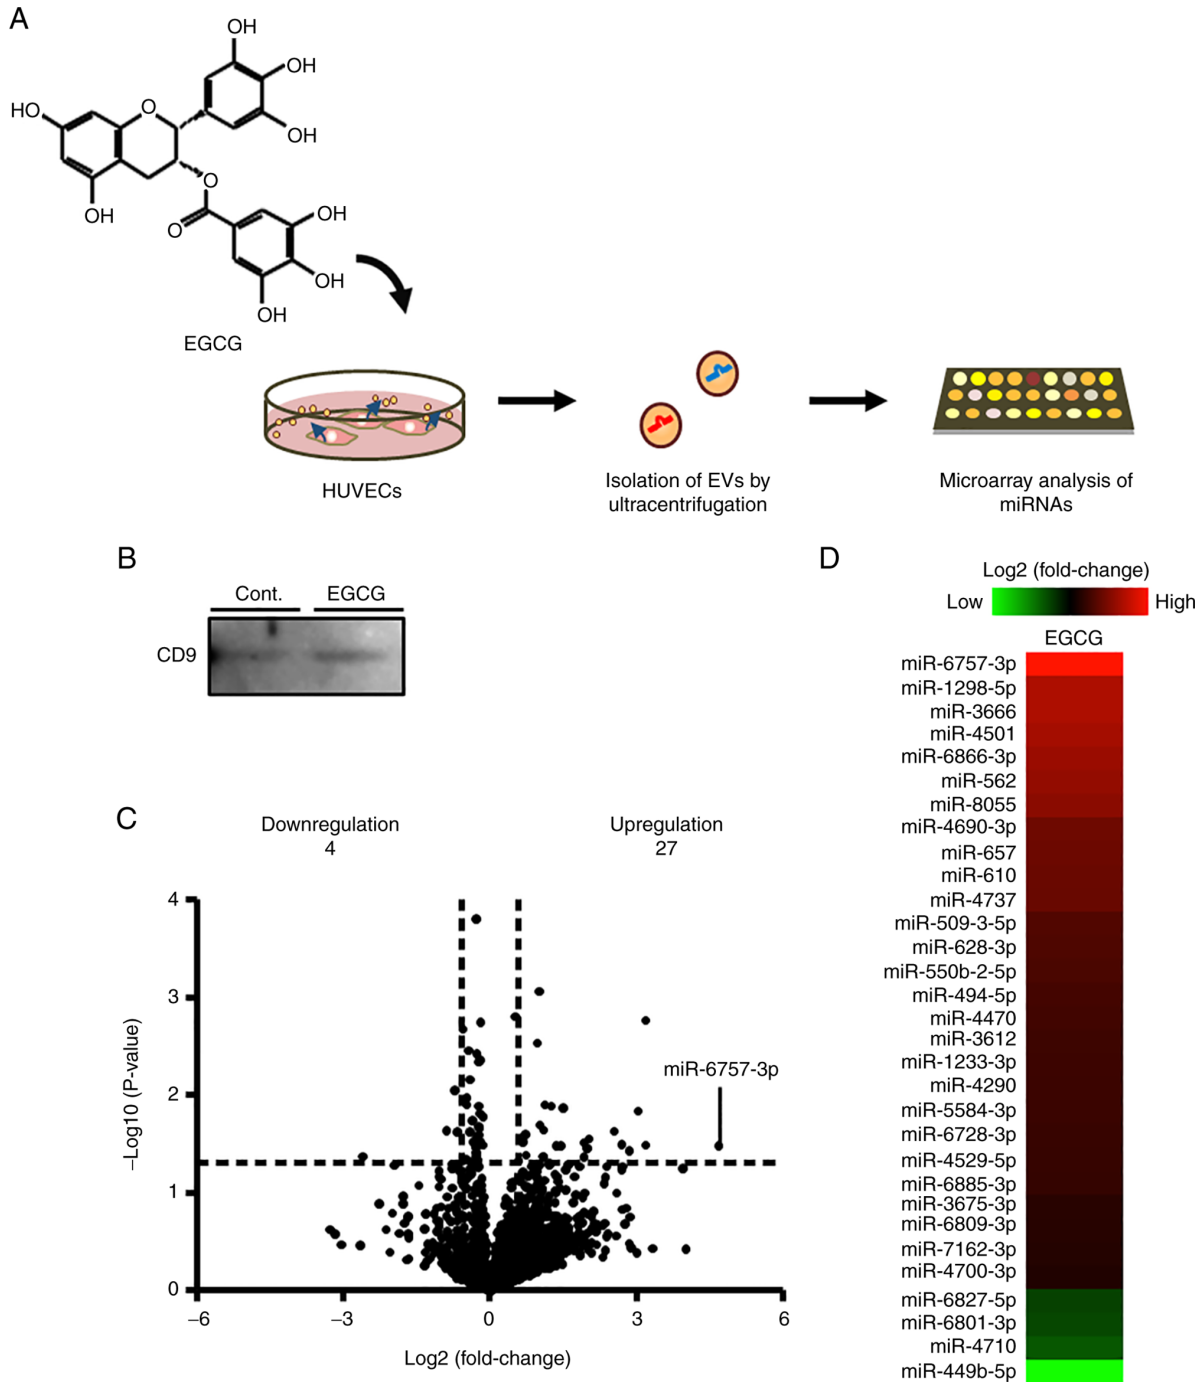 A
OH
OH
HO
O
OH
O
OH
O
OH
OH
OH
EGCG
HUVECs
Isolation of EVs by
ultracentrifugation
Microarray analysis of
miRNAs
B
Cont.
EGCG
CD9
C
Downregulation
4
Upregulation
27
4
3
2
1
0
–Log10 (P-value)
miR-6757-3p
–6
–3
0
3
6
Log2 (fold-change)
D
Log2 (fold-change)
Low
High
EGCG
miR-6757-3p
miR-1298-5p
miR-3666
miR-4501
miR-6866-3p
miR-562
miR-8055
miR-4690-3p
miR-657
miR-610
miR-4737
miR-509-3-5p
miR-628-3p
miR-550b-2-5p
miR-494-5p
miR-4470
miR-3612
miR-1233-3p
miR-4290
miR-5584-3p
miR-6728-3p
miR-4529-5p
miR-6885-3p
miR-3675-3p
miR-6809-3p
miR-7162-3p
miR-4700-3p
miR-6827-5p
miR-6801-3p
miR-4710
miR-449b-5p